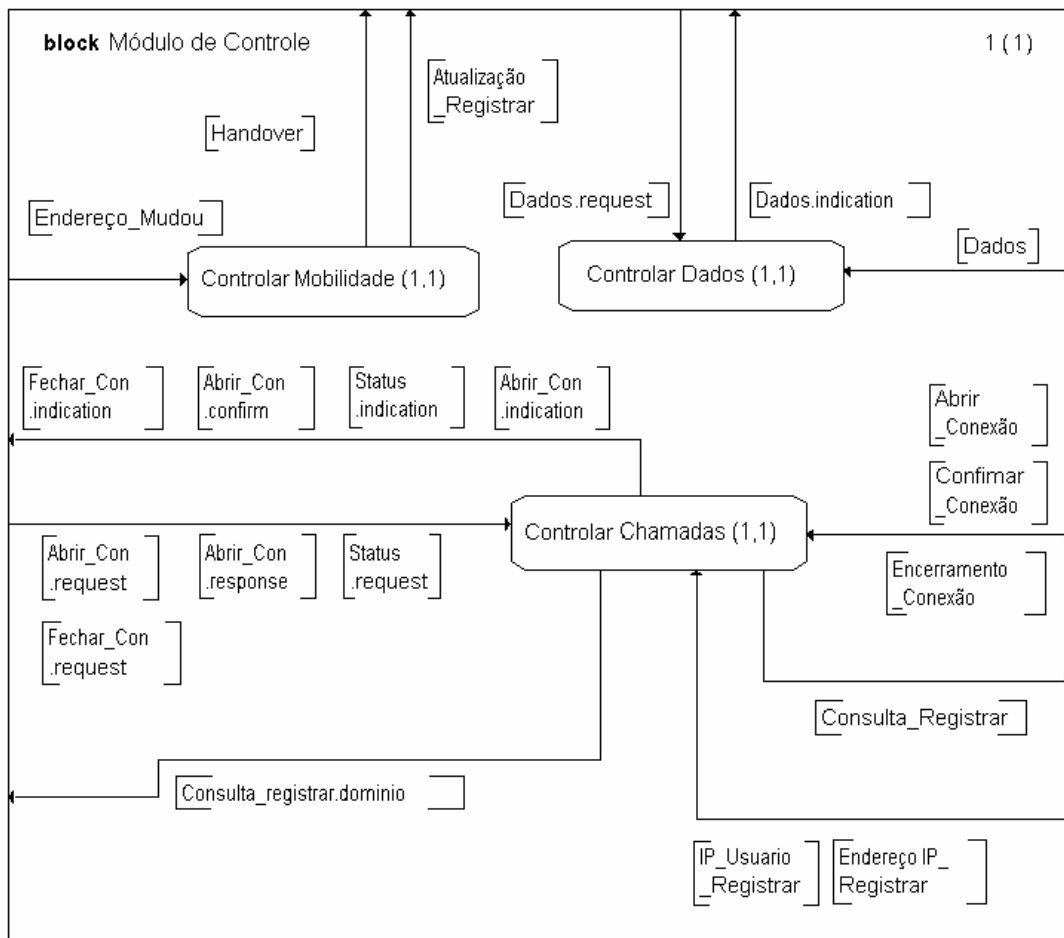 block Módulo de Controle
1 ( 1 )
Atualização
_Registrar
Handover
Endereço_Mudou
Dados.request
Dados.indication
Dados
Controlar Mobilidade (1,1)
Controlar Dados (1,1)
Fechar_Con
.indication
Abrir_Con
.confirm
Status
.indication
Abrir_Con
.indication
Abrir
_Conexão
Confimar
_Conexão
Controlar Chamadas (1,1)
Abrir_Con
.request
Abrir_Con
.response
Status
.request
Encerramento
_Conexão
Fechar_Con
.request
Consulta_Registrar
Consulta_registrar.dominio
IP_Usuario
_Registrar
Endereço IP_
Registrar